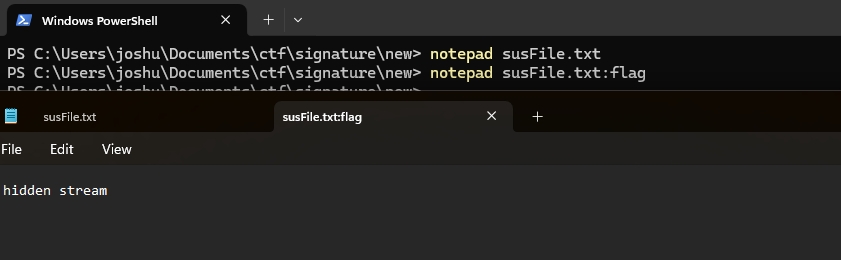 Windows PowerShell
PS C:\Users\joshu\Documents\ctf\signature\new> notepad susFile.txt
PS C:\Users\joshu\Documents\ctf\signature\new> notepad susFile.txt:flag
PS C:\Users\joshu\Documents\ctf\signature\new>
susFile.txt susFile.txt:flag
File Edit View
hidden stream